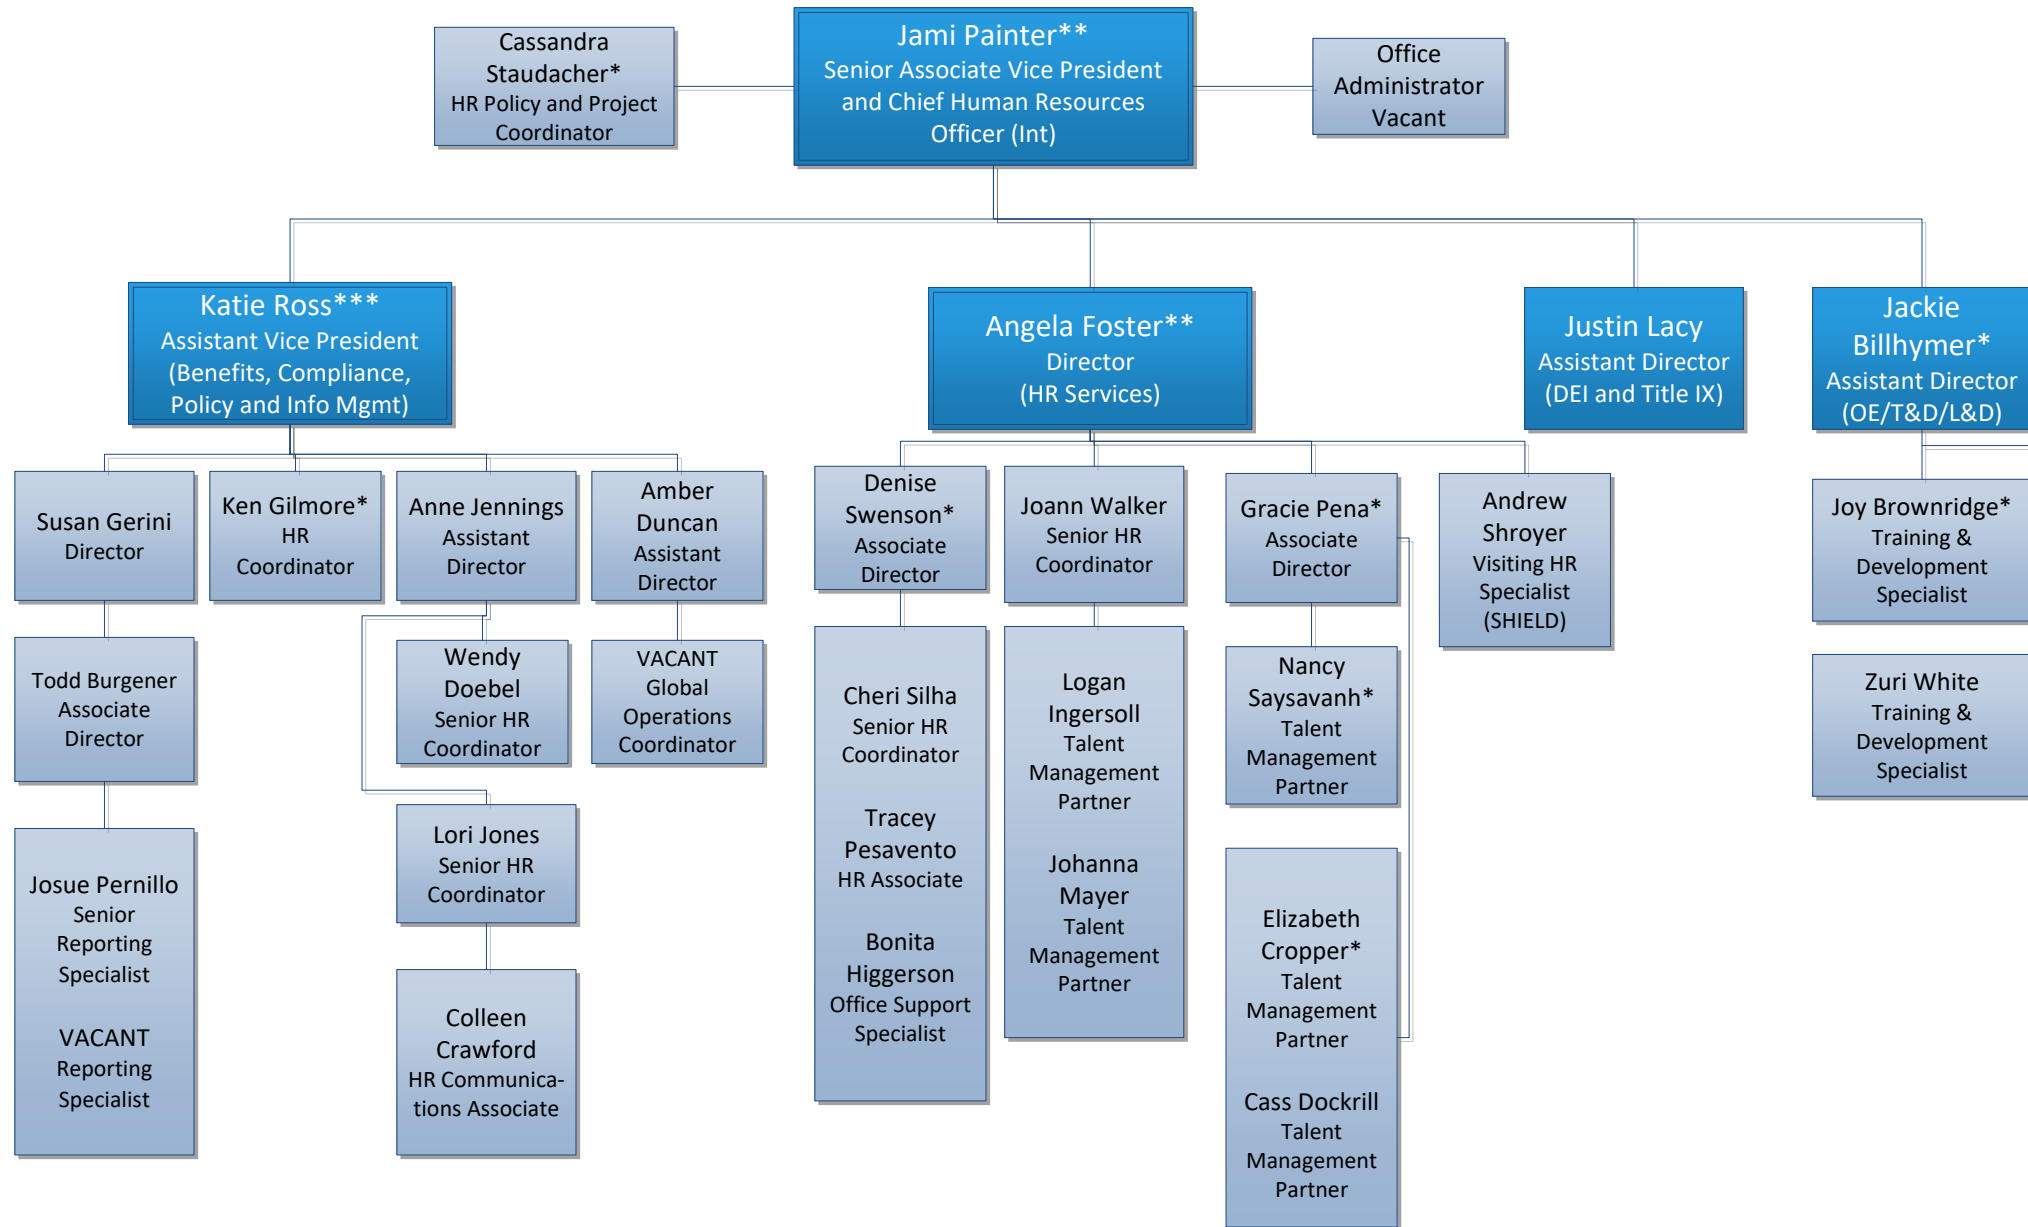 Cassandra
Staudacher*
HR Policy and Project
Coordinator
Jami Painter**
Senior Associate Vice President
and Chief Human Resources
Officer (Int)
Office
Administrator
Vacant
Katie Ross***
Assistant Vice President
(Benefits, Compliance,
Policy and Info Mgmt)
Angela Foster**
Director
(HR Services)
Justin Lacy
Assistant Director
(DEI and Title IX)
Jackie
Billhymer*
Assistant Director
(OE/T&D/L&D)
Susan Gerini
Director
Ken Gilmore*
HR
Coordinator
Anne Jennings
Assistant
Director
Amber
Duncan
Assistant
Director
Denise
Swenson*
Associate
Director
Joann Walker
Senior HR
Coordinator
Gracie Pena*
Associate
Director
Andrew
Shroyer
Visiting HR
Specialist
(SHIELD)
Joy Brownridge*
Training &
Development
Specialist
Todd Burgener
Associate
Director
Wendy
Doebel
Senior HR
Coordinator
VACANT
Global
Operations
Coordinator
Cheri Silha
Senior HR
Coordinator
Tracey
Pesavento
HR Associate
Bonita
Higgerson
Office Support
Specialist
Logan
Ingersoll
Talent
Management
Partner
Johanna
Mayer
Talent
Management
Partner
Nancy
Saysavanh*
Talent
Management
Partner
Zuri White
Training &
Development
Specialist
Josue Pernillo
Senior
Reporting
Specialist
VACANT
Reporting
Specialist
Lori Jones
Senior HR
Coordinator
Colleen
Crawford
HR Communica-
tions Associate
Elizabeth
Cropper*
Talent
Management
Partner
Cass Dockrill
Talent
Management
Partner